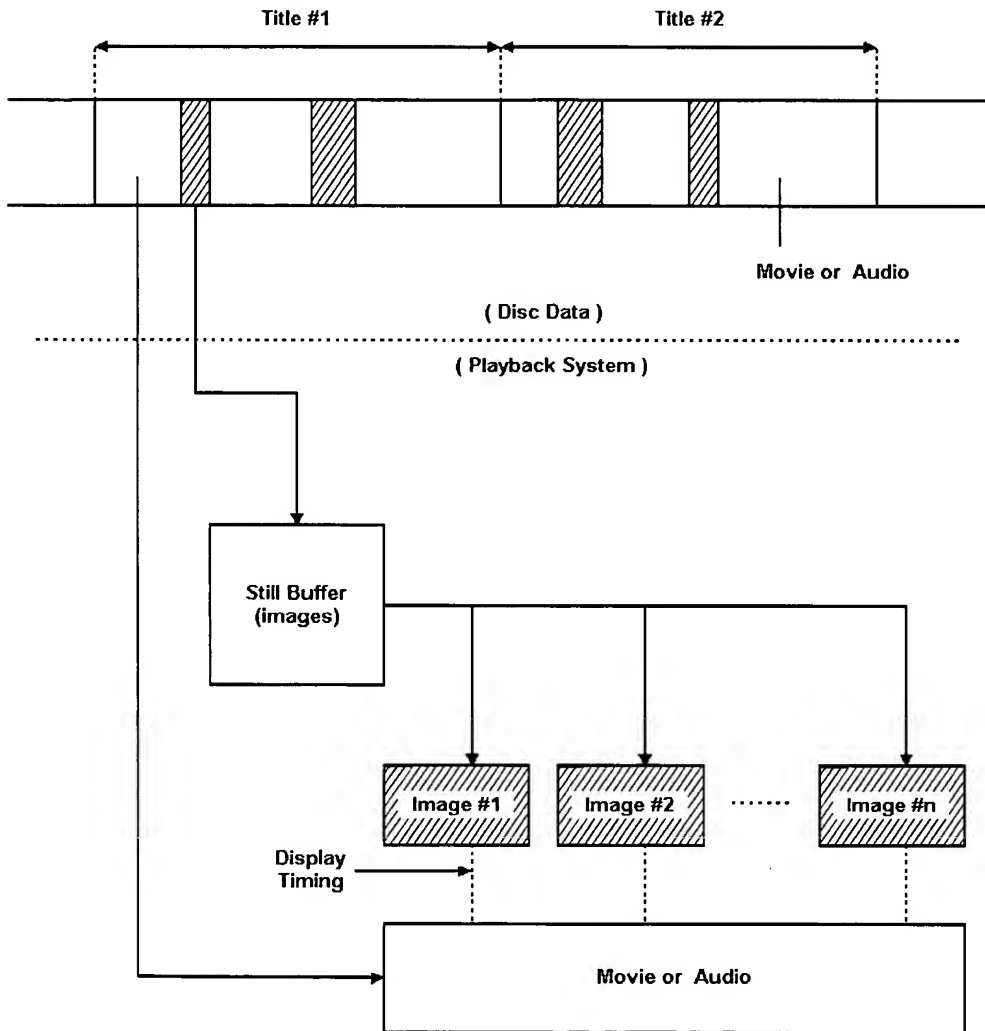 Title #1
Title #2
Movie or Audio
( Disc Data )
( Playback System )
Still Buffer
(images)
Image #1
Image #2
Image #n
Display
Timing
Movie or Audio